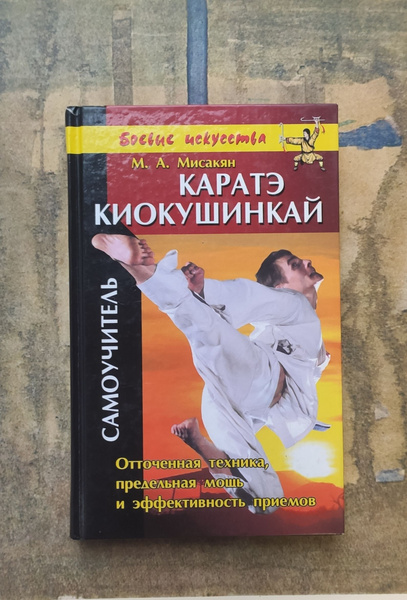 Боевые искусства
М. А. Мисакян
КАРАТЭ
КИОКУШИНКАЙ
САМОУЧИТЕЛЬ
Отточенная техника,
предельная мощь
и эффективность приемов